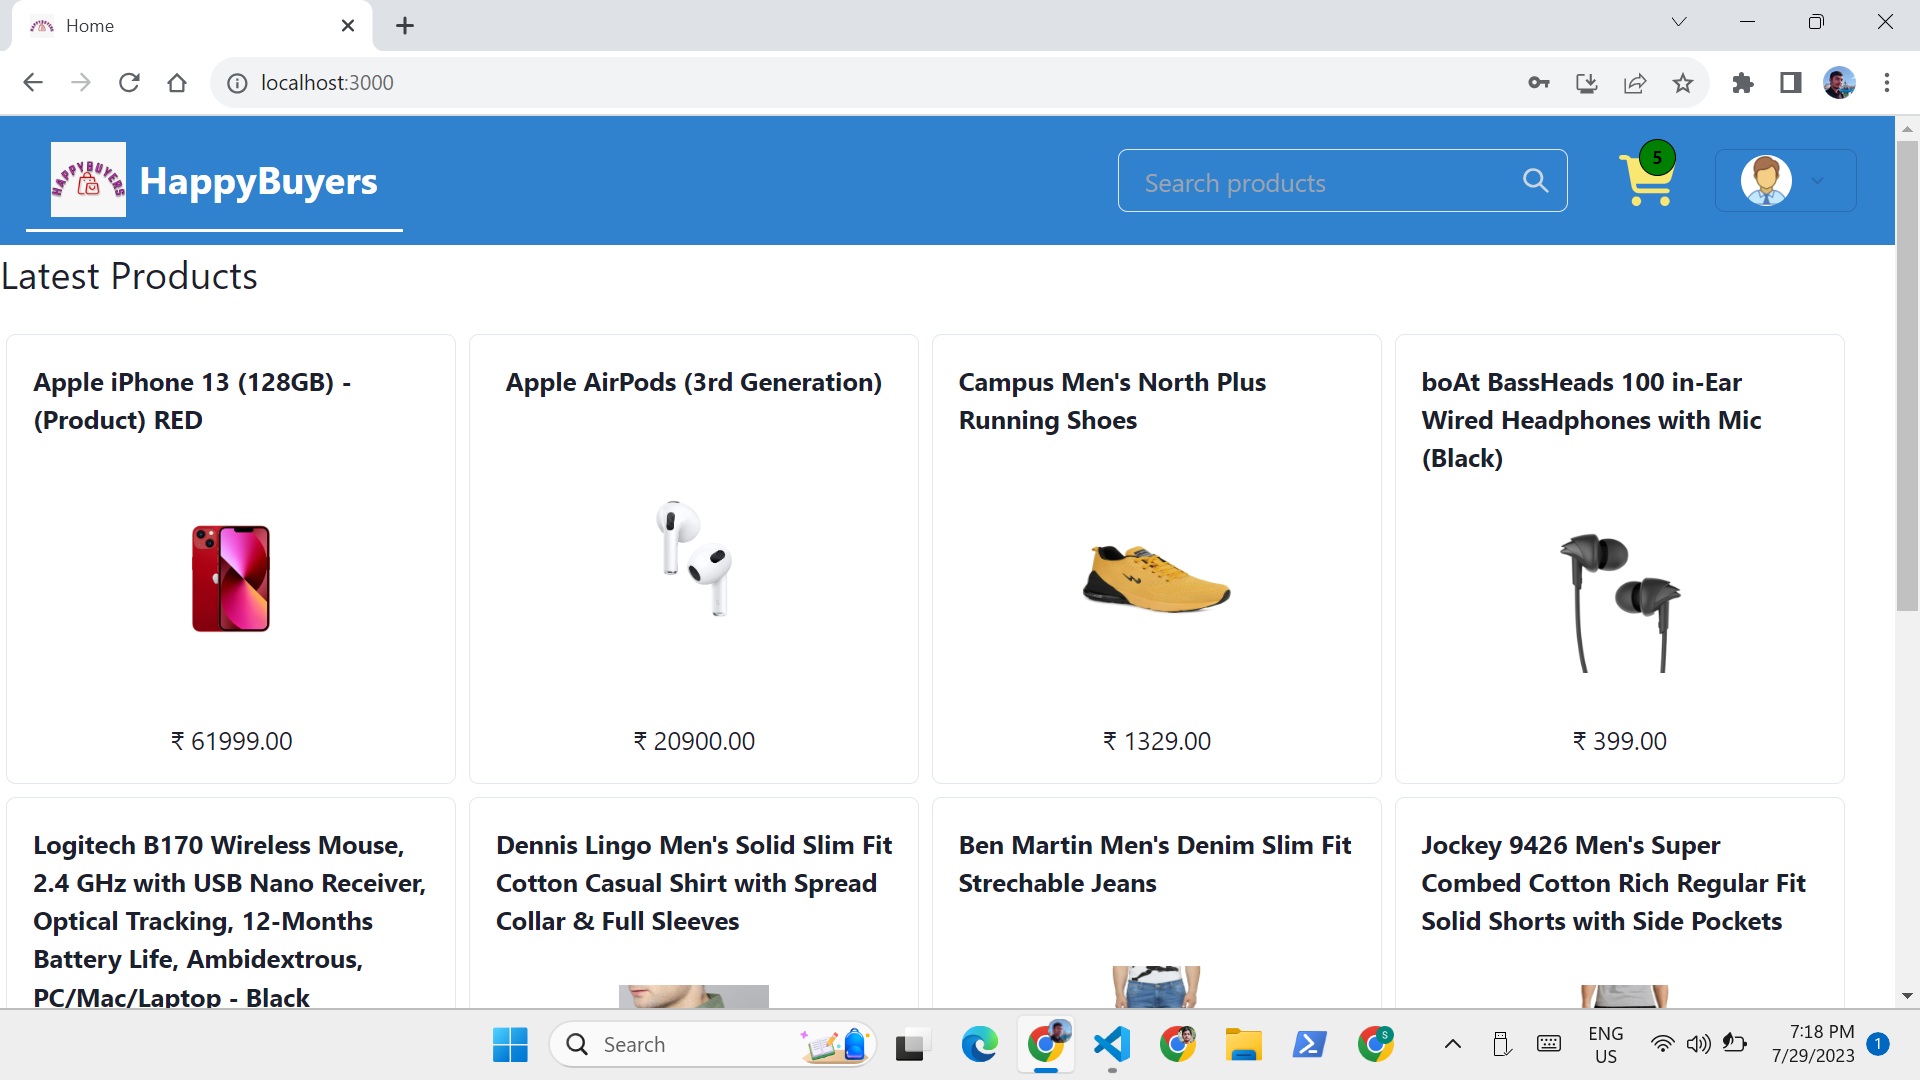 Home
localhost:3000
HAPPYBUYERS
HappyBuyers
Search products
5
Latest Products
Apple iPhone 13 (128GB) -
(Product) RED
₹ 61999.00
Apple AirPods (3rd Generation)
₹ 20900.00
Campus Men's North Plus
Running Shoes
₹ 1329.00
boAt BassHeads 100 in-Ear
Wired Headphones with Mic
(Black)
₹ 399.00
Logitech B170 Wireless Mouse,
2.4 GHz with USB Nano Receiver,
Optical Tracking, 12-Months
Battery Life, Ambidextrous,
PC/Mac/Laptop - Black
Dennis Lingo Men's Solid Slim Fit
Cotton Casual Shirt with Spread
Collar & Full Sleeves
Ben Martin Men's Denim Slim Fit
Strechable Jeans
Jockey 9426 Men's Super
Combed Cotton Rich Regular Fit
Solid Shorts with Side Pockets
Search
S
ENG
US
7:18 PM
7/29/2023
1